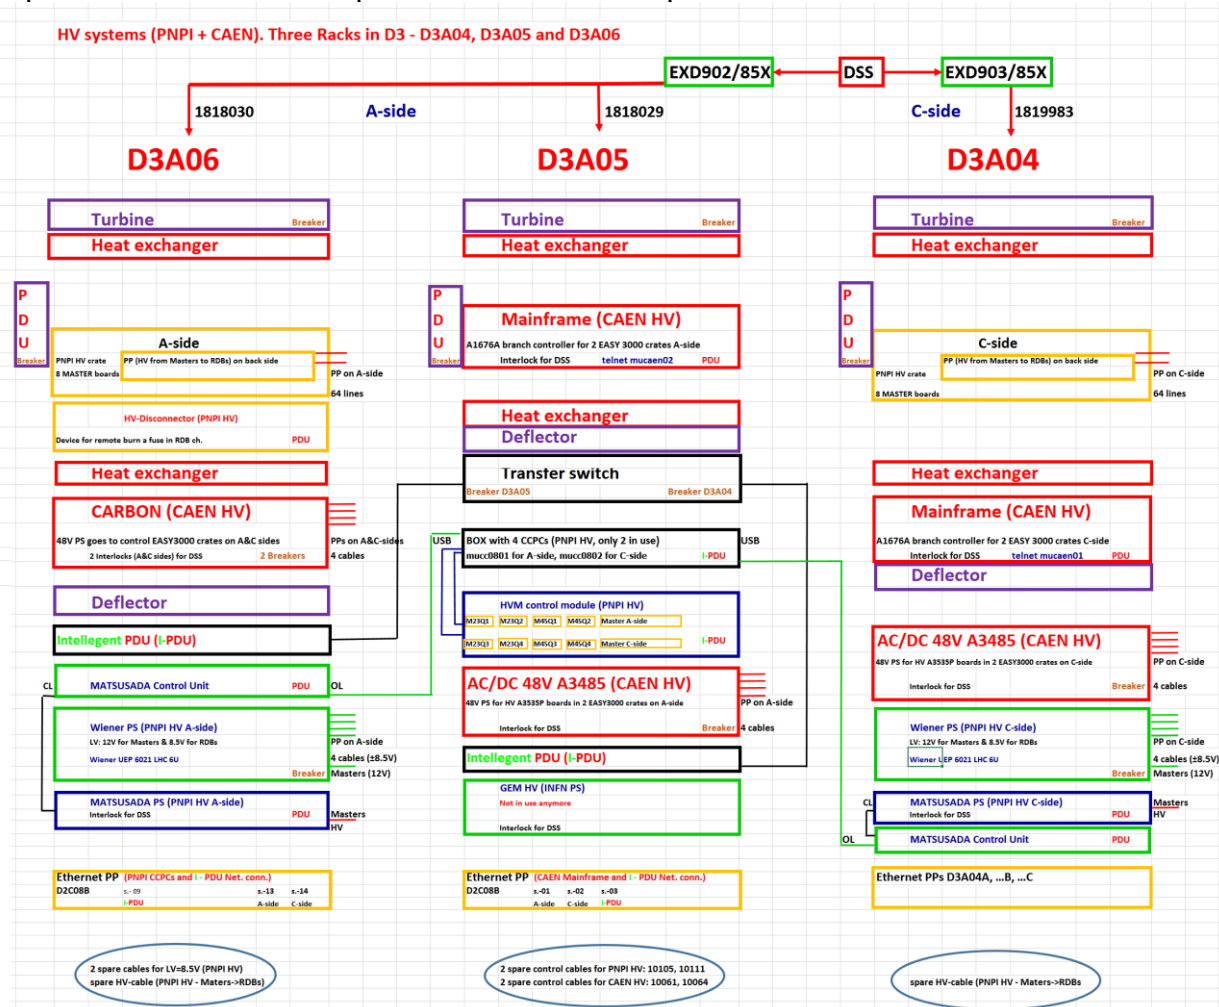 HV systems (PNPI + CAEN). Three Racks in D3 - D3A04, D3A05 and D3A06
EXD902/85X
DSS
EXD903/85X
1818030
A-side
1818029
C-side
1819983
D3A06
D3A05
D3A04
Turbine
Breaker
Heat exchanger
P
D
U
Breaker
A-side
PNPI HV crate
PP (HV from Masters to RDBs) on back side
8 MASTER boards
PP on A-side
64 lines
HV-Disconnector (PNPI HV)
Device for remote burn a fuse in RDB ch.
PDU
Heat exchanger
CARBON (CAEN HV)
48V PS goes to control EASY3000 crates on A&C sides
2 Interlocks (A&C sides) for DSS
2 Breakers
PPs on A&C-sides
4 cables
Deflector
Intellegent PDU (I-PDU)
CL
MATSUSADA Control Unit
PDU
OL
Wiener PS (PNPI HV A-side)
LV: 12V for Masters & 8.5V for RDBs
Wiener UEP 6021 LHC 6U
Breaker
PP on A-side
4 cables (±8.5V)
Masters (12V)
MATSUSADA PS (PNPI HV A-side)
Interlock for DSS
PDU
Masters
HV
Ethernet PP (PNPI CCPCs and I - PDU Net. conn.)
D2C08B
s.- 09
s.-13
s.-14
I-PDU
A-side
C-side
2 spare cables for LV=8.5V (PNPI HV)
spare HV-cable (PNPI HV - Maters->RDBs)
Turbine
Breaker
Heat exchanger
P
D
U
Breaker
Mainframe (CAEN HV)
A1676A branch controller for 2 EASY 3000 crates A-side
Interlock for DSS
telnet mucaen02
PDU
Heat exchanger
Deflector
Transfer switch
Breaker D3A05
Breaker D3A04
USB
BOX with 4 CCPCs (PNPI HV, only 2 in use)
mucc0801 for A-side, mucc0802 for C-side
I-PDU
USB
HVM control module (PNPI HV)
M23Q1
M23Q2
M45Q1
M45Q2
Master A-side
M23Q3
M23Q4
M45Q3
M45Q4
Master C-side
I-PDU
AC/DC 48V A3485 (CAEN HV)
48V PS for HV A3535P boards in 2 EASY3000 crates on A-side
Interlock for DSS
Breaker
PP on A-side
4 cables
Intellegent PDU (I-PDU)
GEM HV (INFN PS)
Not in use anymore
Interlock for DSS
Ethernet PP (CAEN Mainframe and I - PDU Net. conn.)
D2C08B
s.-01
s.-02
s.-03
A-side
C-side
I-PDU
2 spare control cables for PNPI HV: 10105, 10111
2 spare control cables for CAEN HV: 10061, 10064
Turbine
Breaker
Heat exchanger
P
D
U
Breaker
C-side
PP (HV from Masters to RDBs) on back side
PNPI HV crate
8 MASTER boards
PP on C-side
64 lines
Heat exchanger
Mainframe (CAEN HV)
A1676A branch controller for 2 EASY 3000 crates C-side
Interlock for DSS
telnet mucaen01
PDU
Deflector
AC/DC 48V A3485 (CAEN HV)
48V PS for HV A3535P boards in 2 EASY3000 crates on C-side
Interlock for DSS
Breaker
PP on C-side
4 cables
Wiener PS (PNPI HV C-side)
LV: 12V for Masters & 8.5V for RDBs
Wiener UEP 6021 LHC 6U
Breaker
PP on C-side
4 cables (±8.5V)
Masters (12V)
CL
MATSUSADA PS (PNPI HV C-side)
Interlock for DSS
PDU
Masters
HV
OL
MATSUSADA Control Unit
PDU
Ethernet PPs D3A04A, ...B, ...C
spare HV-cable (PNPI HV - Maters->RDBs